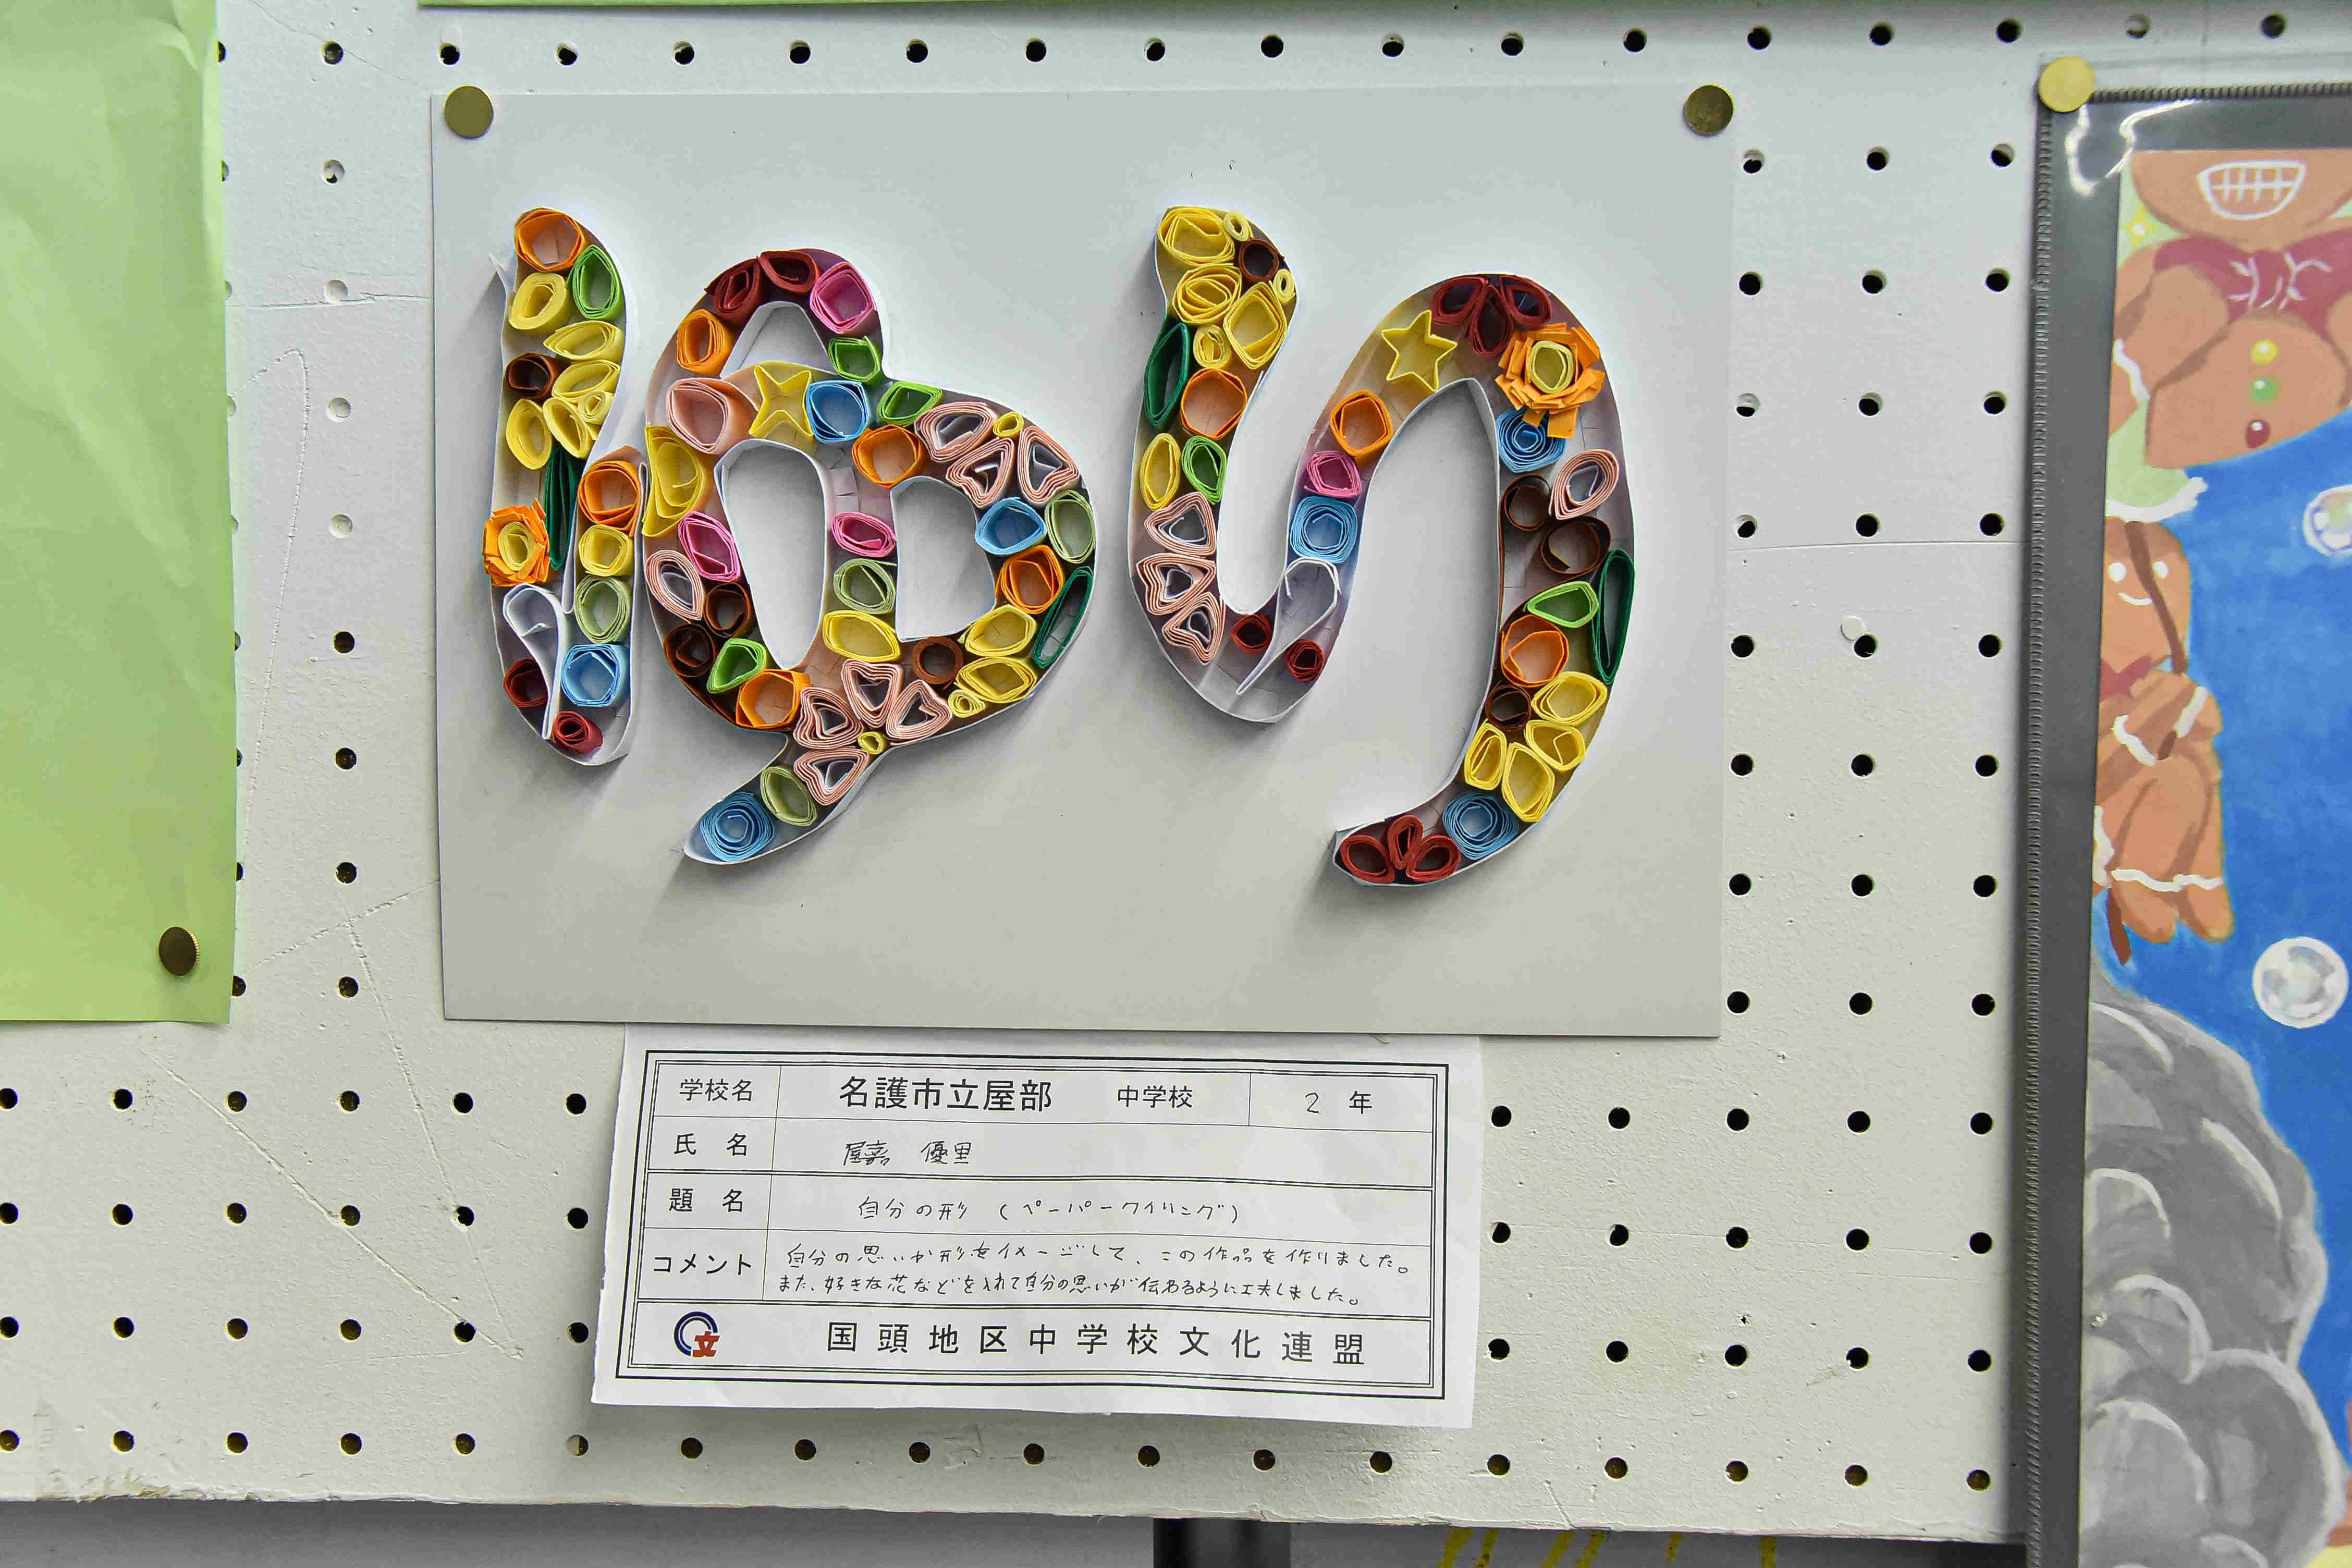 ゆり
学校名 名護市立屋部 中学校 2 年
氏 名 屋嘉 優里
題 名 自分の形 (ペーパークイリング)
コメント 自分の思いが形をイメージして、この作品を作りました。
また、好きな花などを入れて自分の思いが伝わるように工夫しました。
文 国頭地区中学校文化連盟